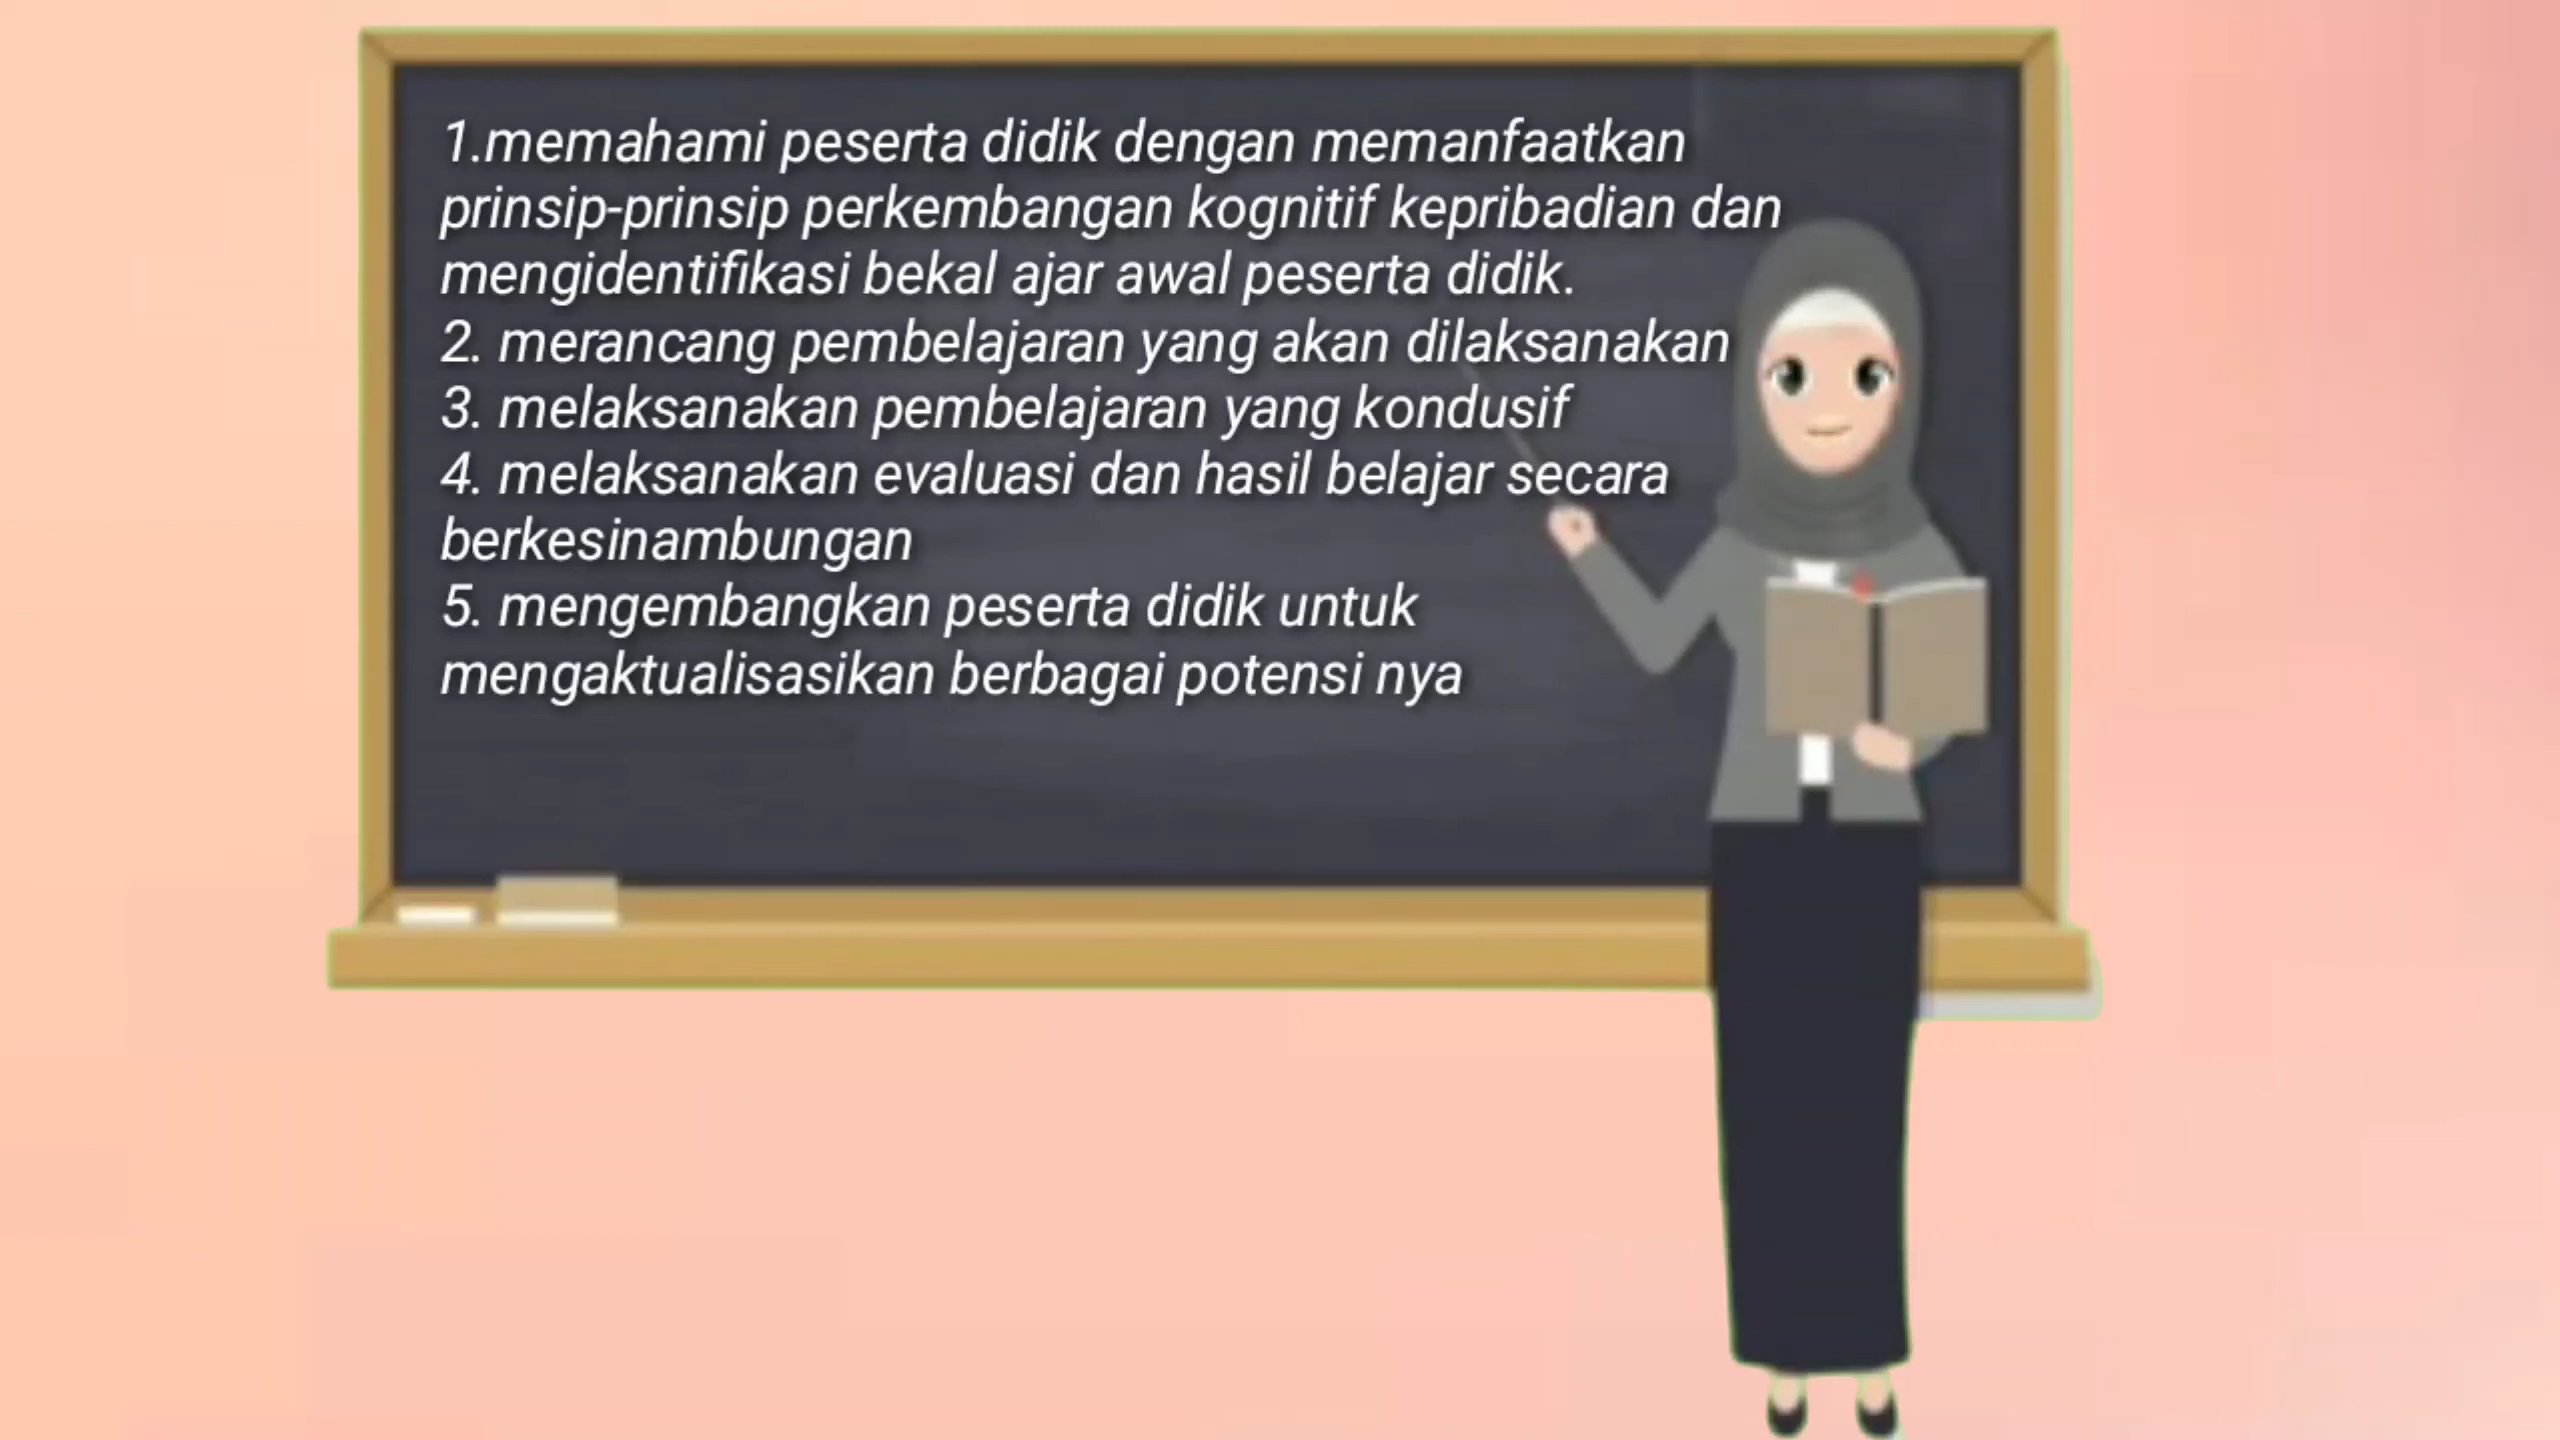 1.memahami peserta didik dengan memanfaatkan
prinsip-prinsip perkembangan kognitif kepribadian dan
mengidentifikasi bekal ajar awal peserta didik.
2. merancang pembelajaran yang akan dilaksanakan
3. melaksanakan pembelajaran yang kondusif
4. melaksanakan evaluasi dan hasil belajar secara
berkesinambungan
5. mengembangkan peserta didik untuk
mengaktualisasikan berbagai potensi nya